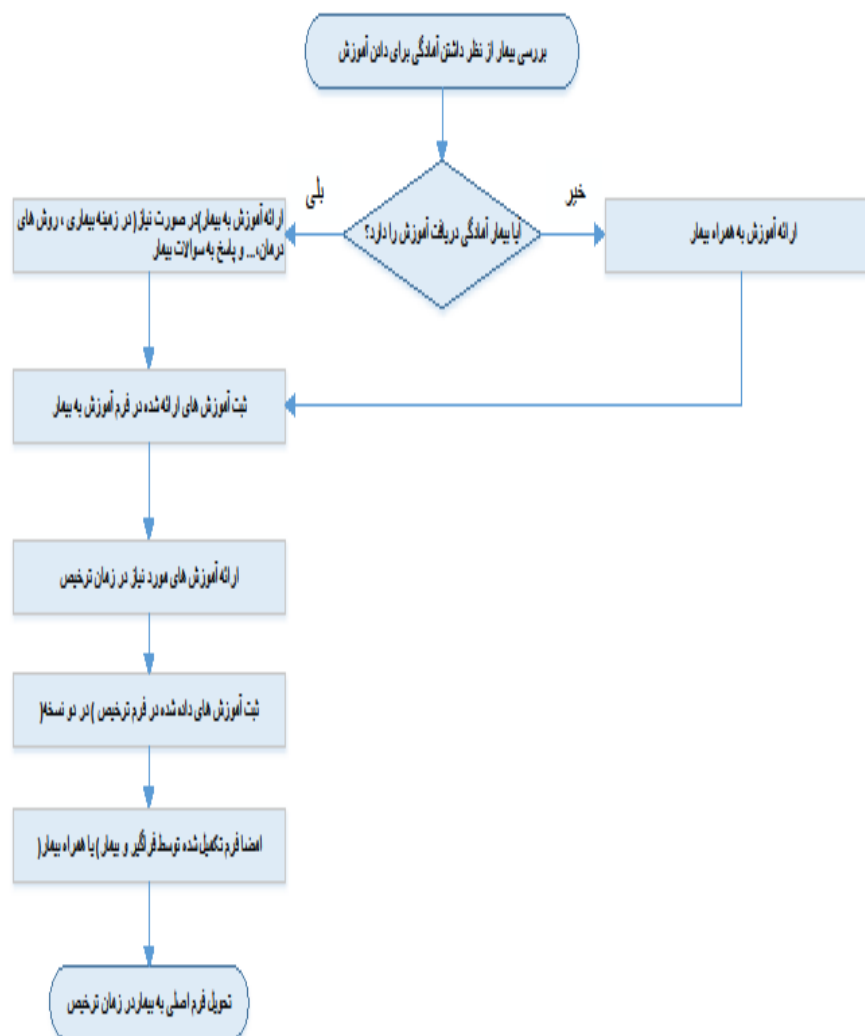 بررسی بیمار از نظر داشتن آمادگی برای دادن آموزش
آیا بیمار آمادگی دریافت آموزش را دارد؟
خیر
بلی
ارائه آموزش به همراه بیمار
ارائه آموزش به بیمار)در صورت نیاز( در زمینه بیماری ، روش های
درمان،... و پاسخ به سوالات بیمار
ثبت آموزش های ارائه شده در فرم آموزش به بیمار
ارائه آموزش های مورد نیاز در زمان ترخیص
ثبت آموزش های داده شده در فرم ترخیص )در دو نسخه(
امضا فرم تکمیل شده توسط فراگیر و بیمار) یا همراه بیمار(
تحویل فرم اصلی به بیماردر زمان ترخیص